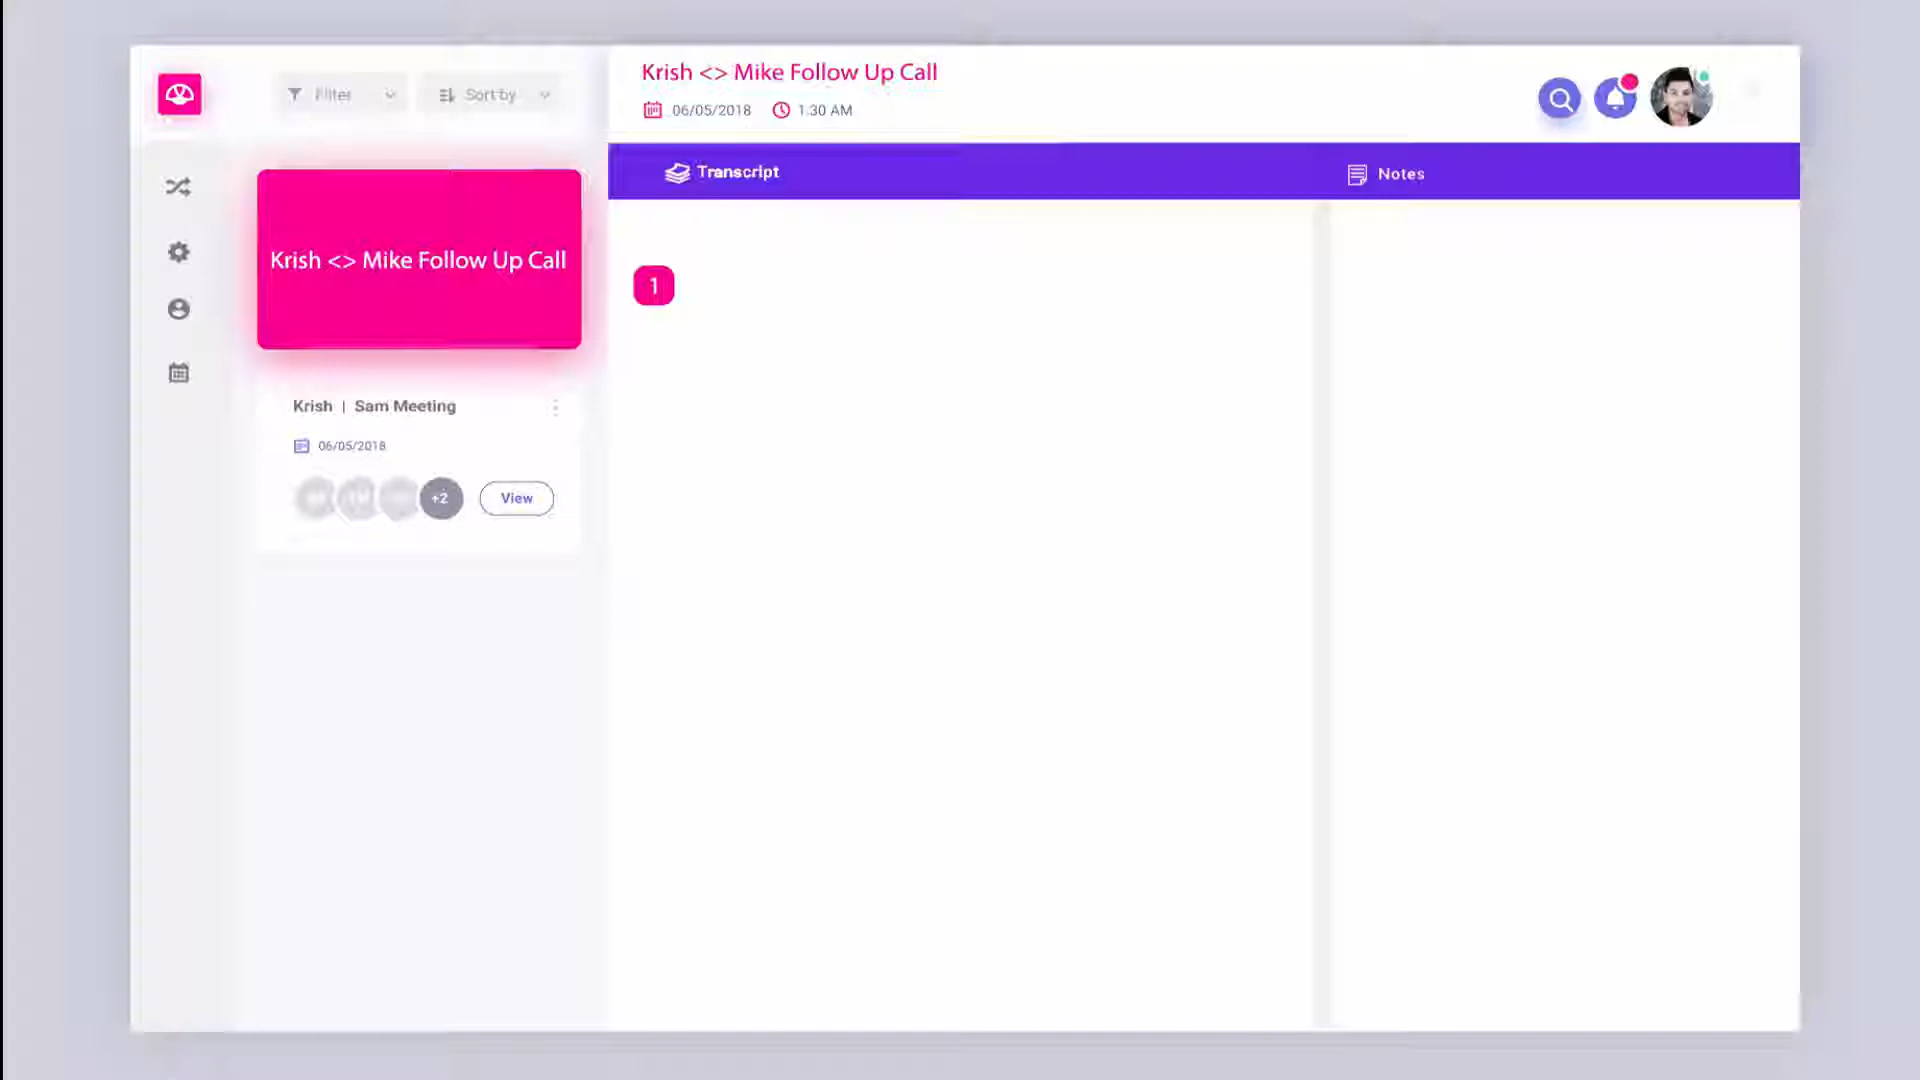 Filter
Sort by
Krish <> Mike Follow Up Call
06/05/2018 1.30 AM
Transcript
Notes
Krish <> Mike Follow Up Call
1
Krish | Sam Meeting
06/05/2018
+2
View